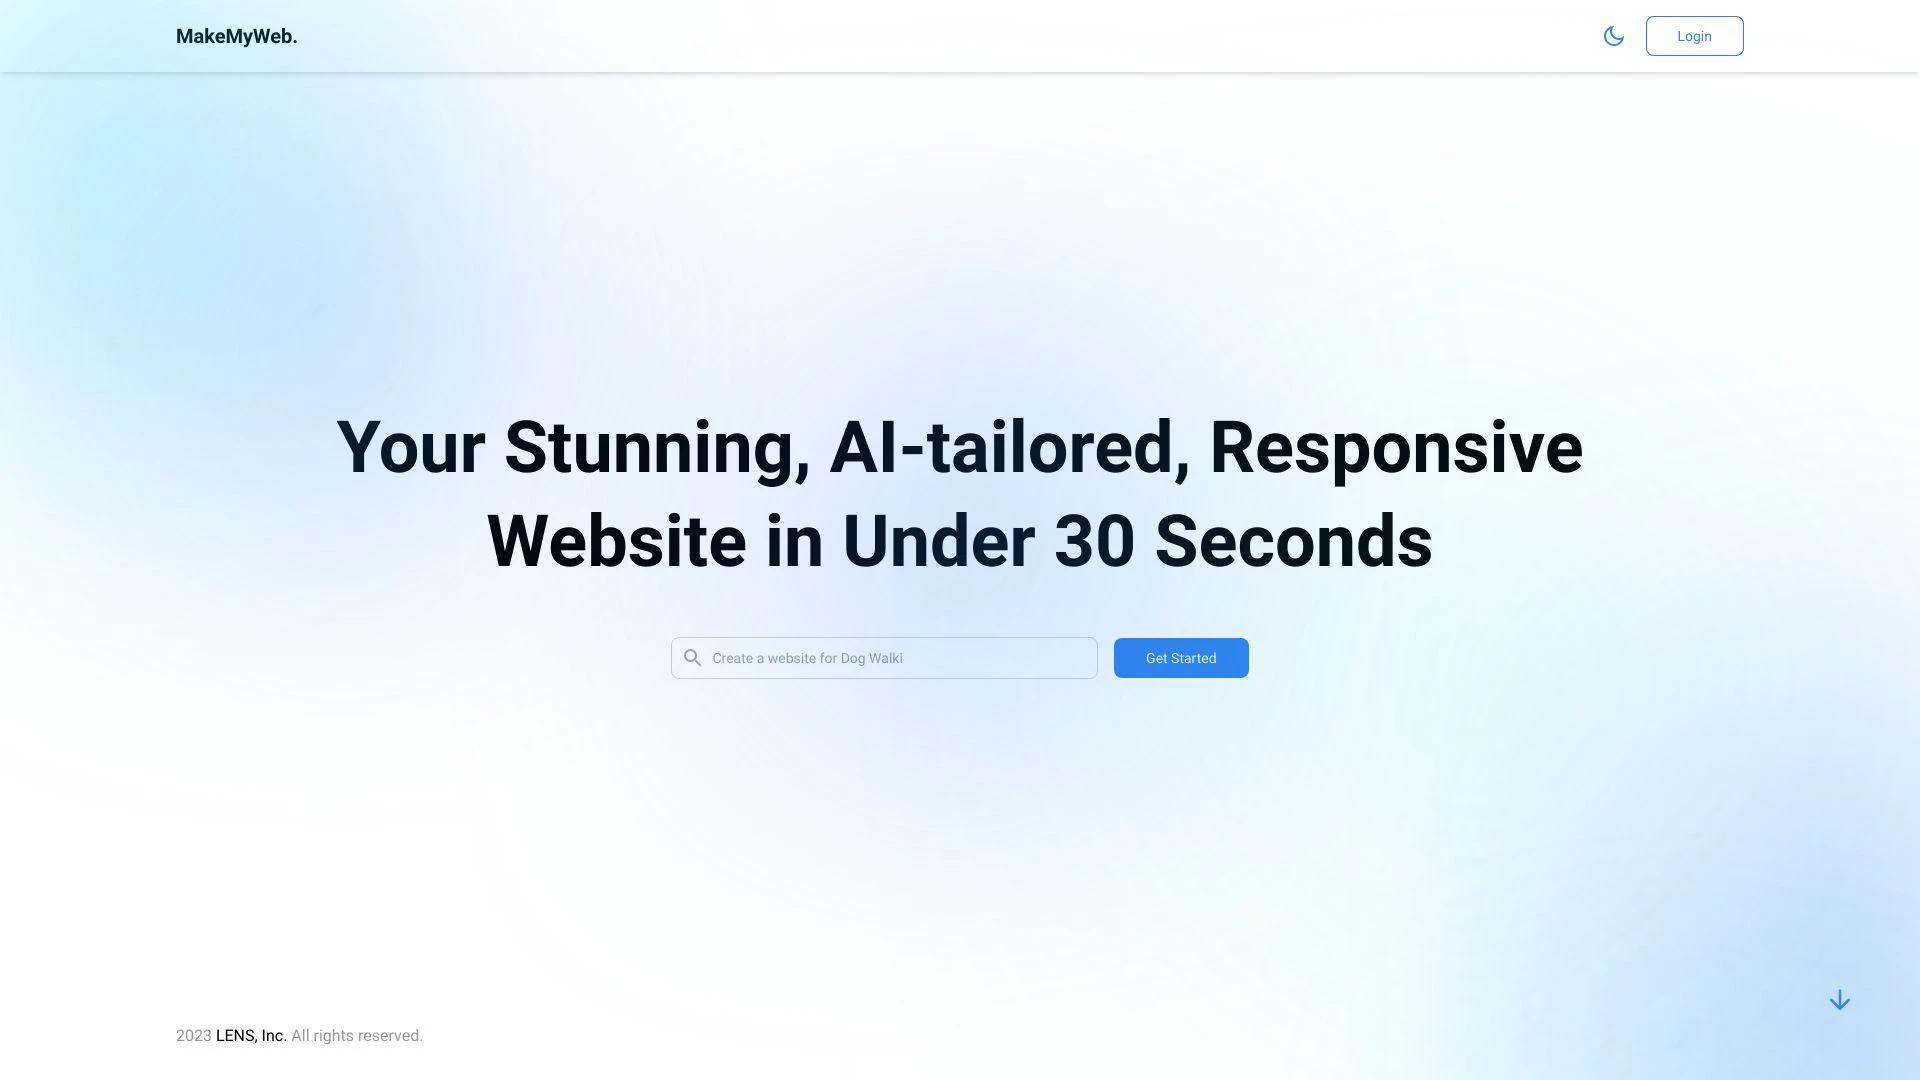 MakeMyWeb.
Login
Your Stunning, AI-tailored, Responsive
Website in Under 30 Seconds
Create a website for Dog Walki
Get Started
2023 LENS, Inc. All rights reserved.